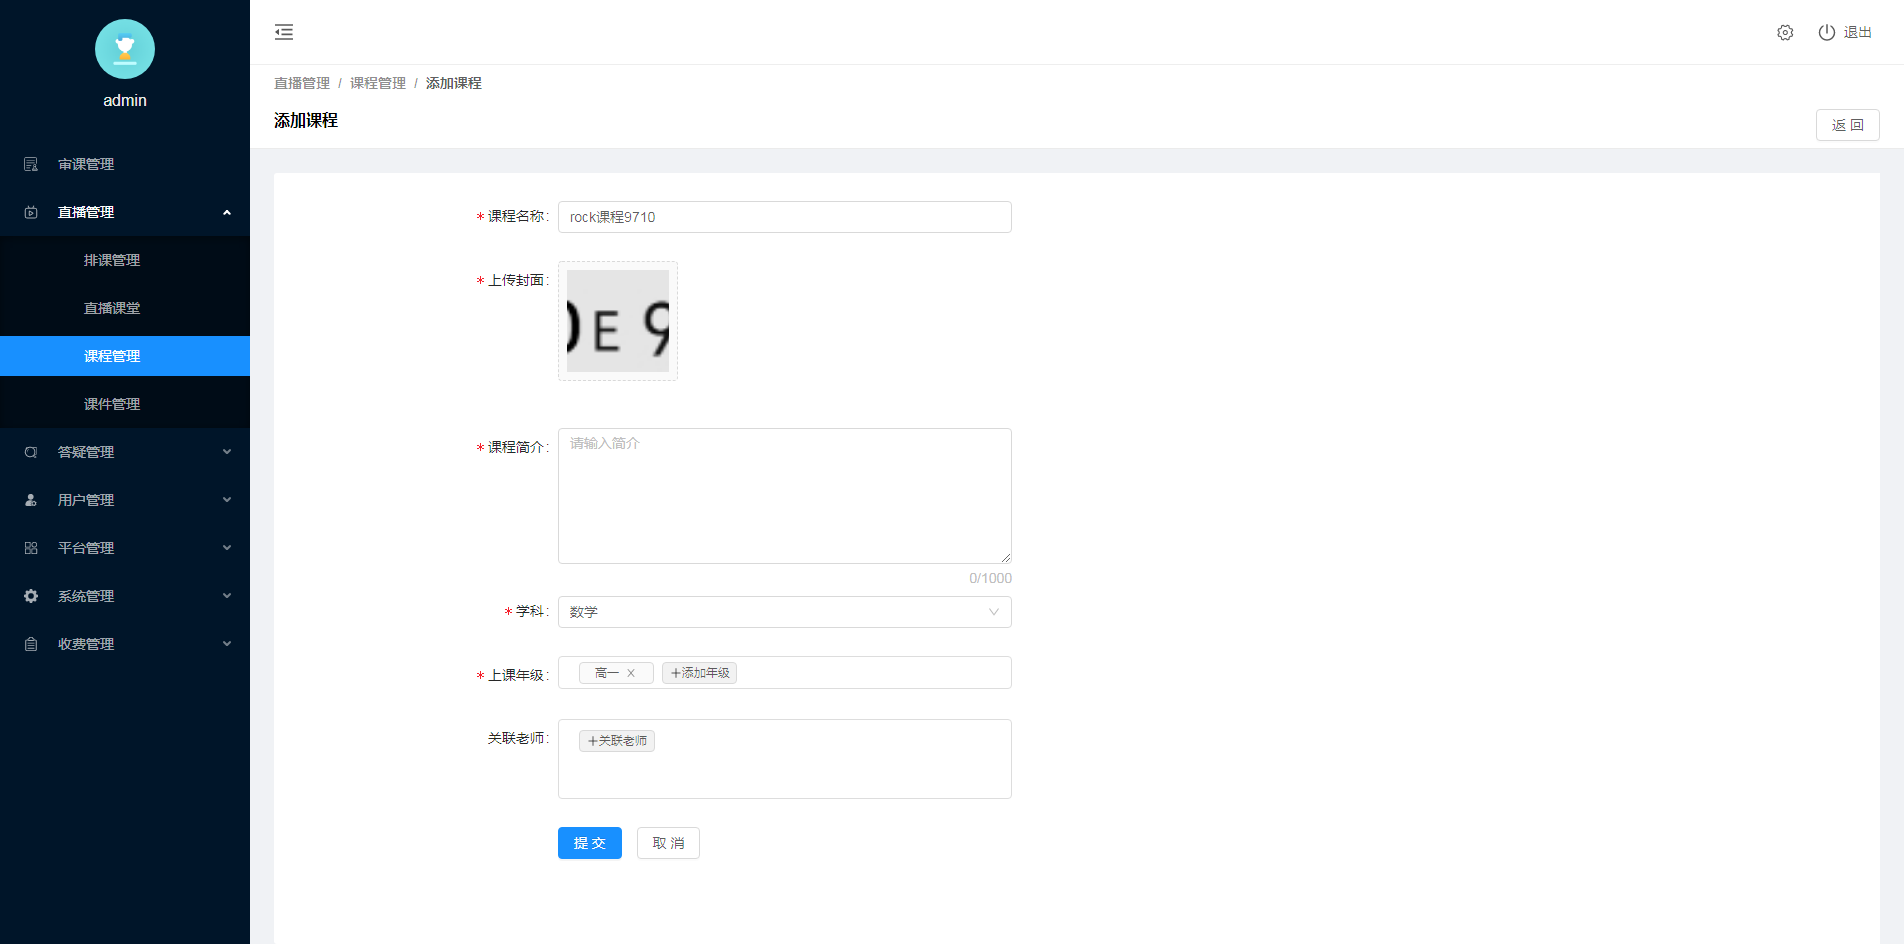 admin
审课管理
直播管理
排课管理
直播课堂
课程管理
课件管理
答疑管理
用户管理
平台管理
系统管理
收费管理
退出
直播管理 / 课程管理 / 添加课程
添加课程
返 回
* 课程名称: rock课程9710
* 上传封面:
E 9
* 课程简介: 请输入简介
0/1000
* 学科: 数学
* 上课年级: 高一 × +添加年级
关联老师: +关联老师
提 交 取 消